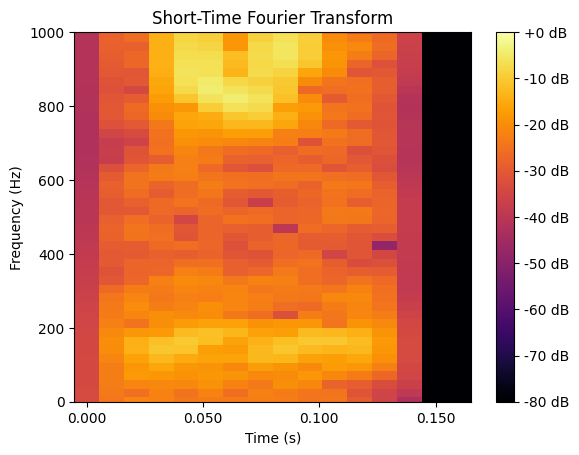 Short-Time Fourier Transform
1000
800
600
400
200
0
Frequency (Hz)
0.000
0.050
0.100
0.150
Time (s)
+0 dB
-10 dB
-20 dB
-30 dB
-40 dB
-50 dB
-60 dB
-70 dB
-80 dB